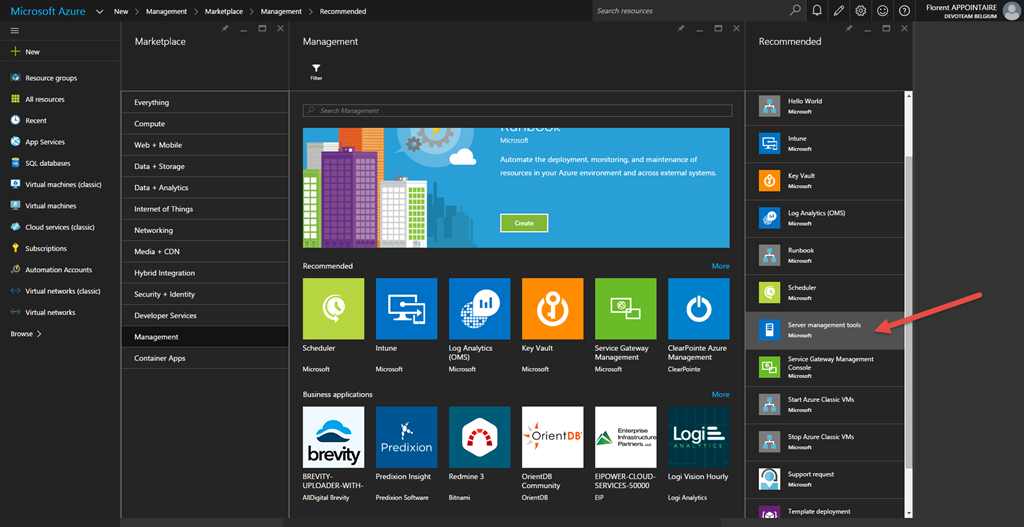 Microsoft Azure
New
Management
Marketplace
Management
Recommended
Search resources
Florent APPOINTAIRE
DEVOTEAM BELGIUM
New
Resource groups
All resources
Recent
App Services
SQL databases
Virtual machines (classic)
Virtual machines
Cloud services (classic)
Subscriptions
Automation Accounts
Virtual networks (classic)
Virtual networks
Browse
Marketplace
Everything
Compute
Web + Mobile
Data + Storage
Data + Analytics
Internet of Things
Networking
Media + CDN
Hybrid Integration
Security + Identity
Developer Services
Management
Container Apps
Management
Filter
Search Management
Runbook
Microsoft
Automate the deployment, monitoring, and maintenance of
resources in your Azure environment and across external systems.
Create
Recommended
More
Scheduler
Microsoft
Intune
Microsoft
Log Analytics
(OMS)
Microsoft
Key Vault
Microsoft
Service Gateway
Management
Microsoft
ClearPointe Azure
Management
ClearPointe
Business applications
More
brevity
BREVITY-
UPLOADER-WITH-
AllDigital Brevity
Predixion
Predixion Insight
Predixion Software
Redmine 3
Bitnami
OrientDB
OrientDB
Community
OrientDB
Enterprise
Infrastructure
Partners, LLC
EIPOWER-CLOUD-
SERVICES-50000
EIP
Logi
ANALYTICS
Logi Vision Hourly
Logi Analytics
Recommended
Hello World
Microsoft
Intune
Microsoft
Key Vault
Microsoft
Log Analytics (OMS)
Microsoft
Runbook
Microsoft
Scheduler
Microsoft
Server management tools
Microsoft
Service Gateway Management
Console
Microsoft
Start Azure Classic VMs
Microsoft
Stop Azure Classic VMs
Microsoft
Support request
Microsoft
Template deployment